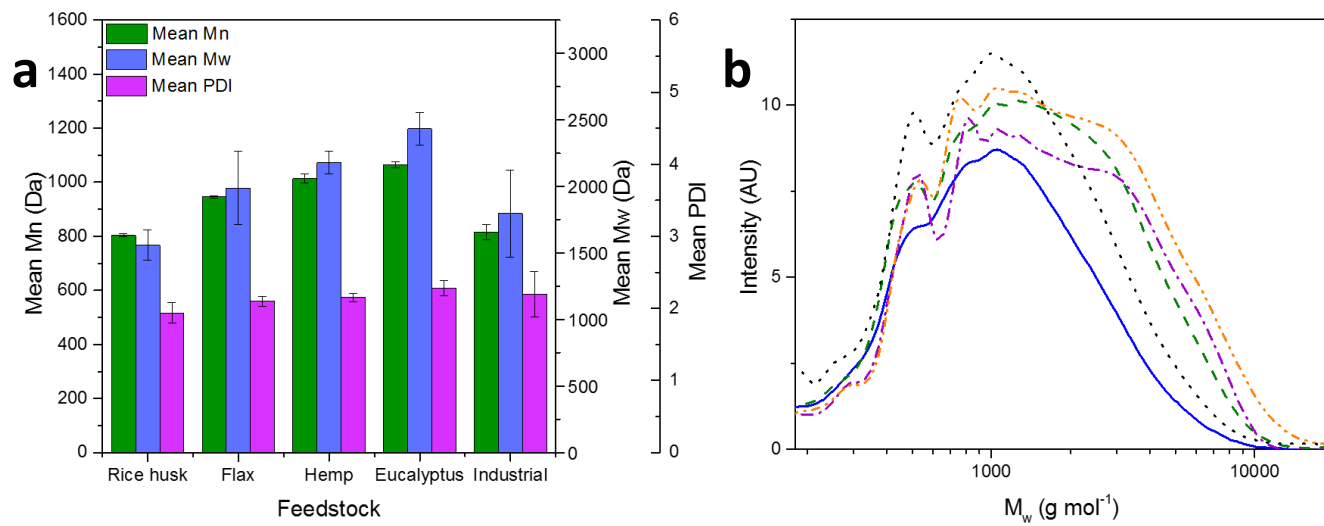 a
Mean Mn
Mean Mw
Mean PDI
Mean Mn (Da)
0
200
400
600
800
1000
1200
1400
1600
Rice husk
Flax
Hemp
Eucalyptus
Industrial
Feedstock
0
500
1000
1500
2000
2500
3000
Mean Mw (Da)
0
1
2
3
4
5
6
Mean PDI
b
Intensity (AU)
0
5
10
1000
10000
M_w (g mol⁻¹)